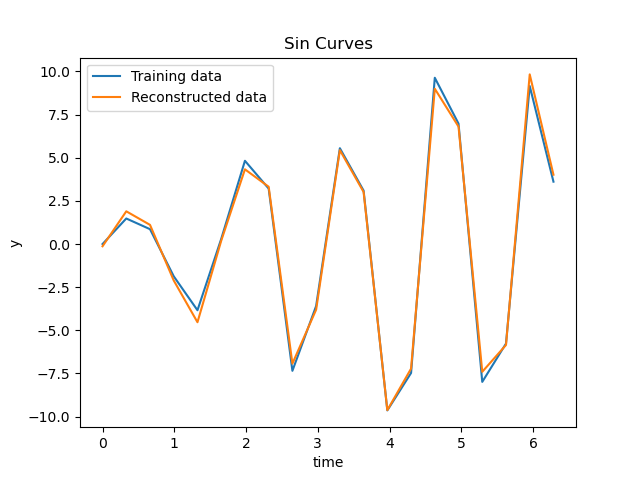 Sin Curves
Training data
Reconstructed data
10.0
7.5
5.0
2.5
0.0
−2.5
−5.0
−7.5
−10.0
y
0 1 2 3 4 5 6
time